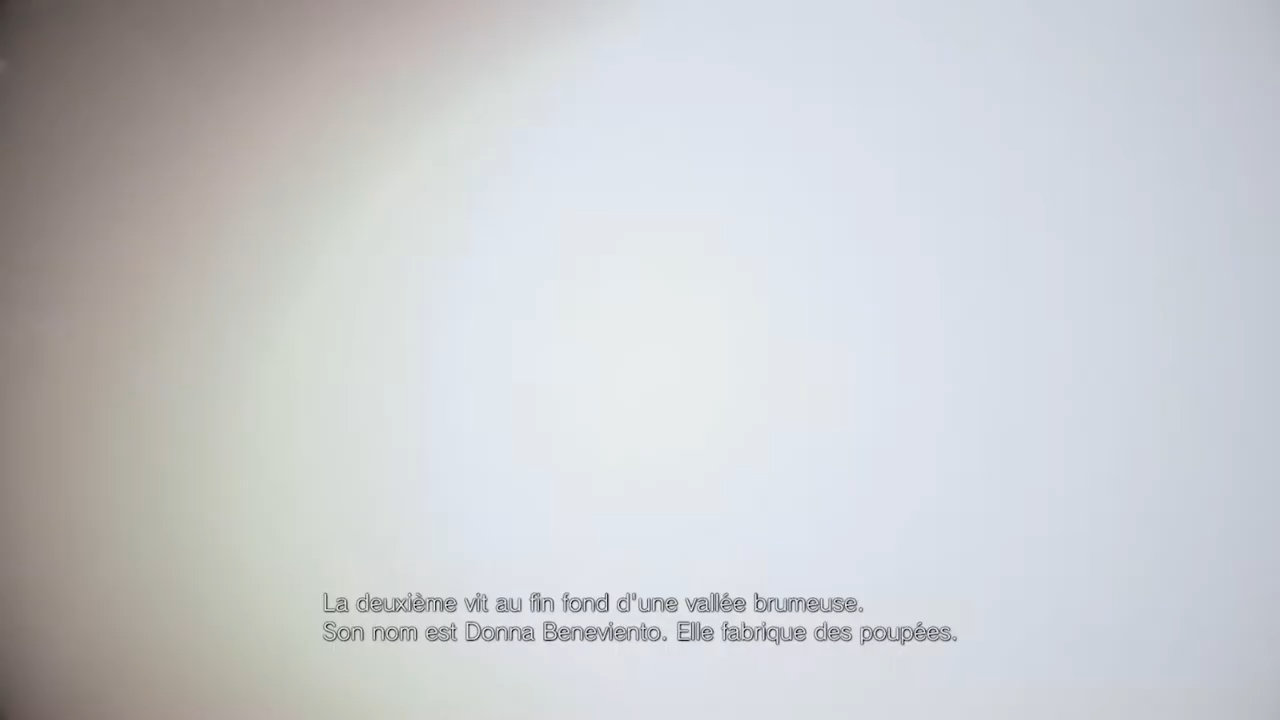 La deuxième vit au fin fond d'une vallée brumeuse.
Son nom est Donna Beneviento. Elle fabrique des poupées.